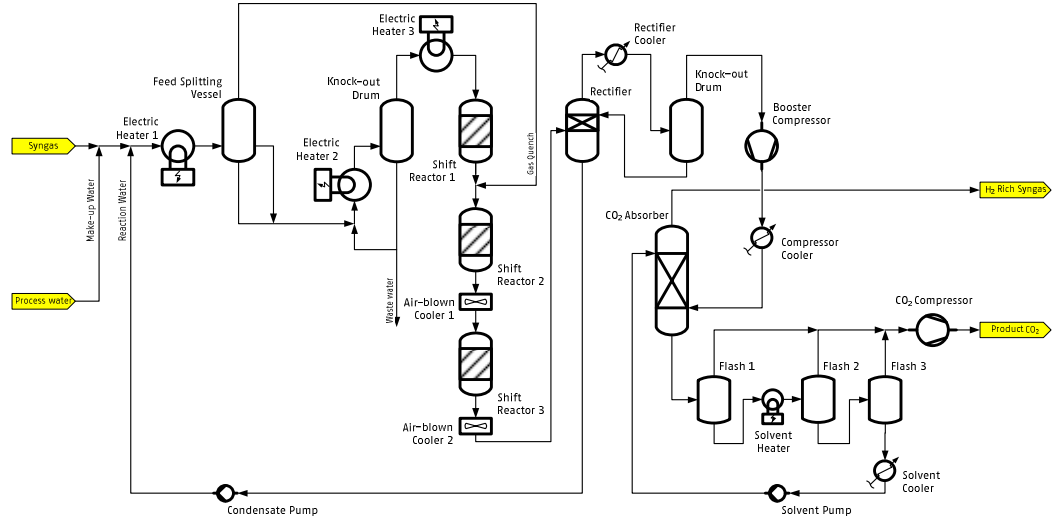 Electric
Heater 3
Rectifier
Cooler
Feed Splitting
Vessel
Knock-out
Drum
Knock-out
Drum
Rectifier
Booster
Compressor
Electric
Heater 1
Syngas
Electric
Heater 2
Gas Quench
Shift
Reactor 1
H2 Rich Syngas
Make-up Water
Reaction Water
CO2 Absorber
Compressor
Cooler
Shift
Reactor 2
Process water
Waste water
Air-blown
Cooler 1
CO2 Compressor
Product CO2
Flash 1
Flash 2
Flash 3
Shift
Reactor 3
Air-blown
Cooler 2
Solvent
Heater
Solvent
Cooler
Condensate Pump
Solvent Pump